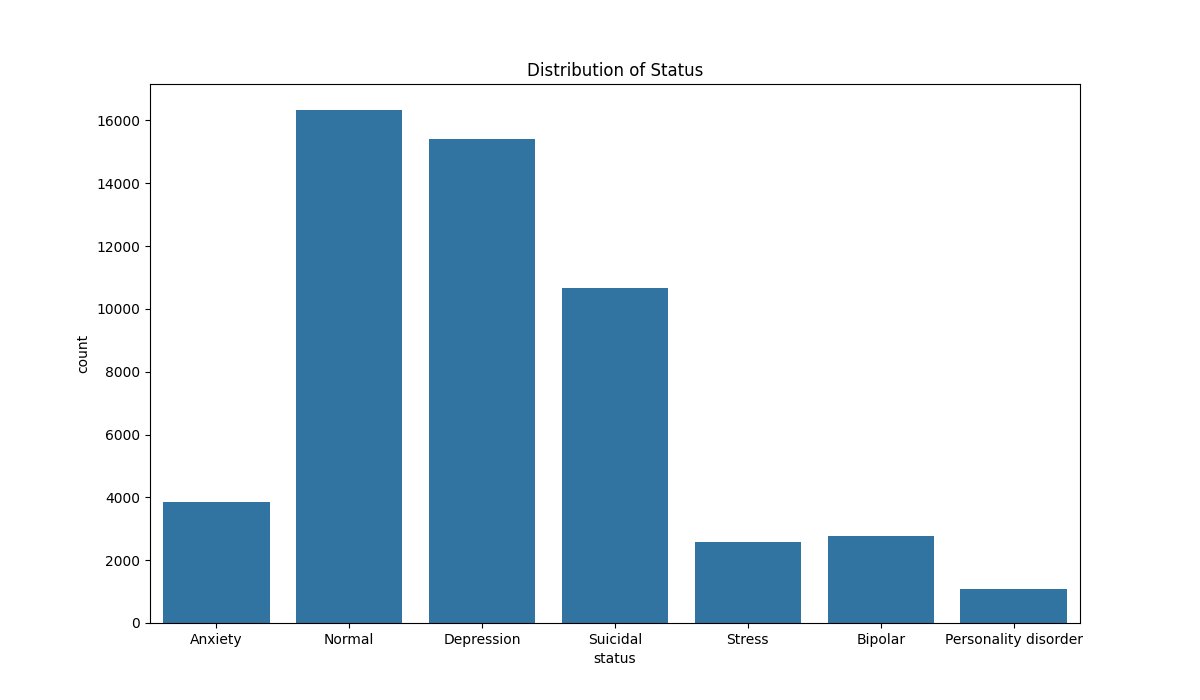 Distribution of Status
16000
14000
12000
10000
8000
6000
4000
2000
0
count
Anxiety Normal Depression Suicidal Stress Bipolar Personality disorder
status